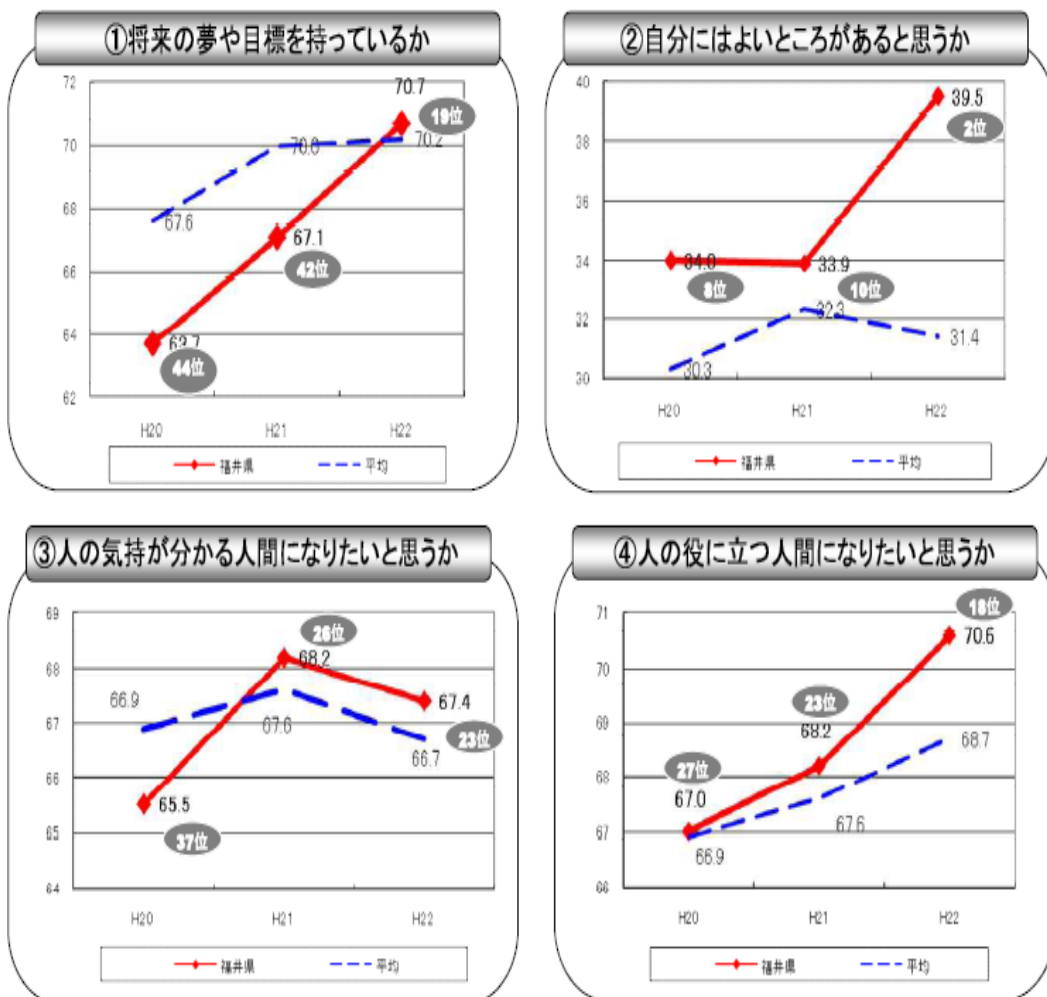 ①将来の夢や目標を持っているか
72
70
68
66
64
62
70.7
19位
70.2
70.0
67.6
67.1
42位
63.7
44位
H20
H21
H22
福井県
平均
②自分にはよいところがあると思うか
40
38
36
34
32
30
39.5
2位
34.0
8位
33.9
10位
32.3
31.4
30.3
H20
H21
H22
福井県
平均
③人の気持が分かる人間になりたいと思うか
69
68
67
66
65
64
26位
68.2
66.9
67.6
67.4
23位
66.7
65.5
37位
H20
H21
H22
福井県
平均
④人の役に立つ人間になりたいと思うか
71
70
69
68
67
66
18位
70.6
23位
68.2
68.7
27位
67.0
67.6
66.9
H20
H21
H22
福井県
平均